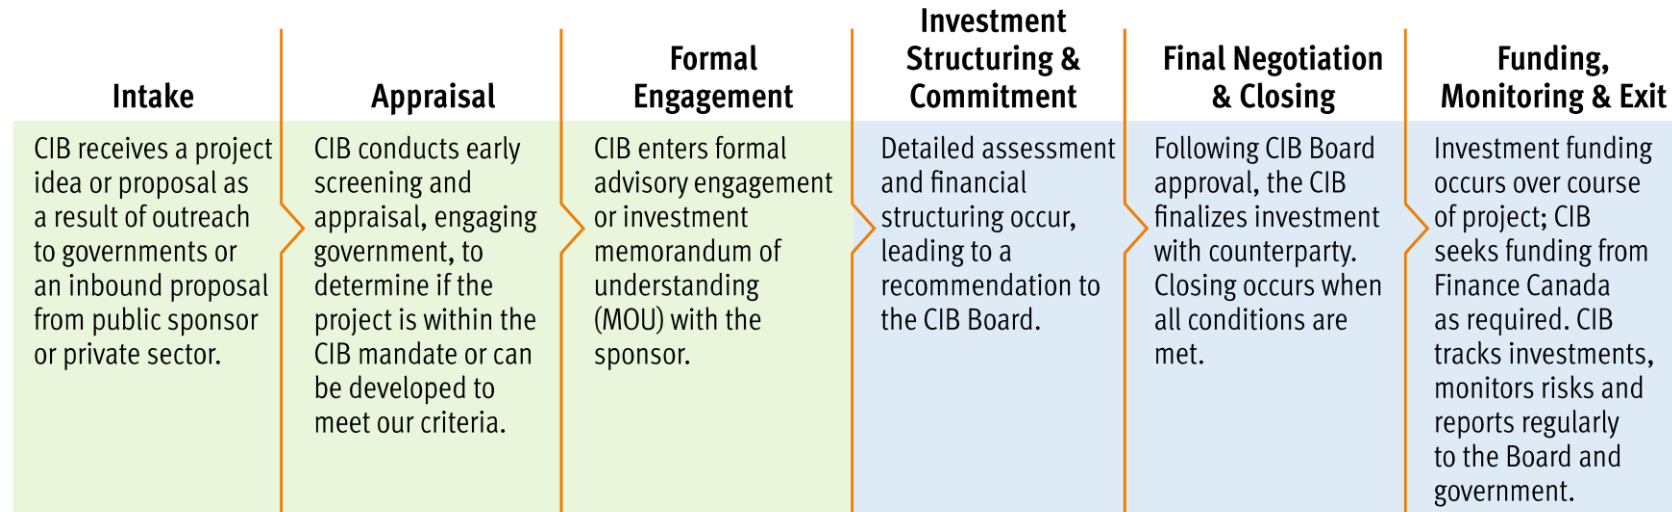 Intake
CIB receives a project
idea or proposal as
a result of outreach
to governments or
an inbound proposal
from public sponsor
or private sector.
Appraisal
CIB conducts early
screening and
appraisal, engaging
government, to
determine if the
project is within the
CIB mandate or can
be developed to
meet our criteria.
Formal
Engagement
CIB enters formal
advisory engagement
or investment
memorandum of
understanding
(MOU) with the
sponsor.
Investment
Structuring &
Commitment
Detailed assessment
and financial
structuring occur,
leading to a
recommendation to
the CIB Board.
Final Negotiation
& Closing
Following CIB Board
approval, the CIB
finalizes investment
with counterparty.
Closing occurs when
all conditions are
met.
Funding,
Monitoring & Exit
Investment funding
occurs over course
of project; CIB
seeks funding from
Finance Canada
as required. CIB
tracks investments,
monitors risks and
reports regularly
to the Board and
government.